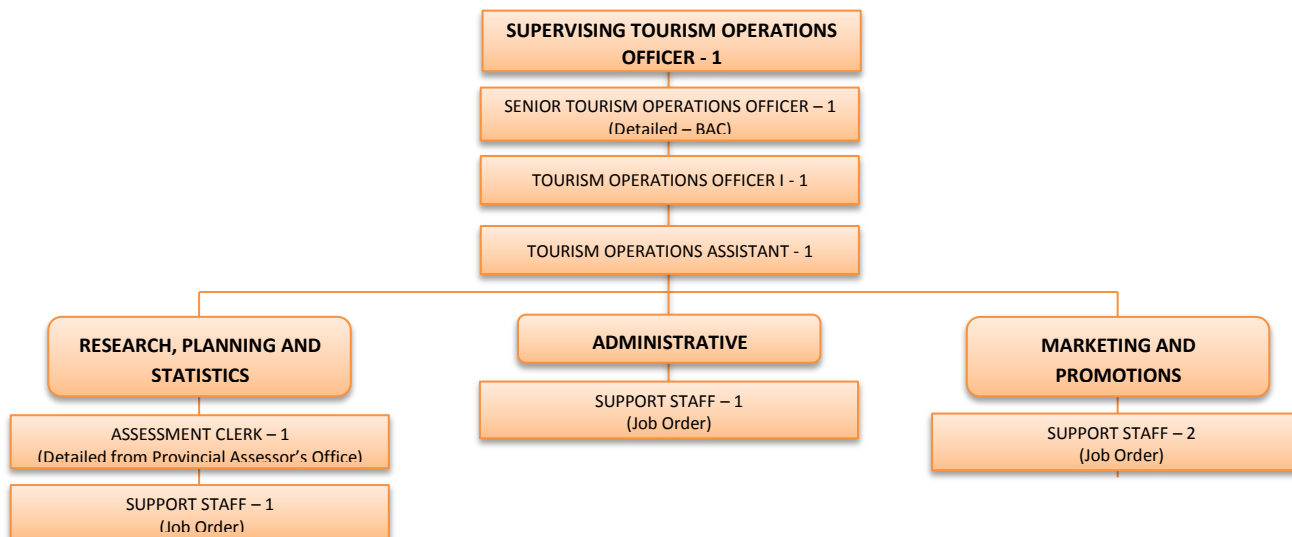 SUPERVISING TOURISM OPERATIONS
OFFICER - 1
SENIOR TOURISM OPERATIONS OFFICER – 1
(Detailed – BAC)
TOURISM OPERATIONS OFFICER I - 1
TOURISM OPERATIONS ASSISTANT - 1
RESEARCH, PLANNING AND
STATISTICS
ASSESSMENT CLERK – 1
(Detailed from Provincial Assessor’s Office)
SUPPORT STAFF – 1
(Job Order)
ADMINISTRATIVE
SUPPORT STAFF – 1
(Job Order)
MARKETING AND
PROMOTIONS
SUPPORT STAFF – 2
(Job Order)